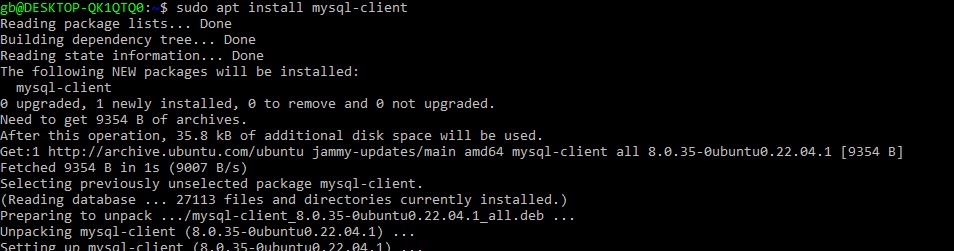 gb@DESKTOP-QK1QTQ0:~$ sudo apt install mysql-client
Reading package lists... Done
Building dependency tree... Done
Reading state information... Done
The following NEW packages will be installed:
  mysql-client
0 upgraded, 1 newly installed, 0 to remove and 0 not upgraded.
Need to get 9354 B of archives.
After this operation, 35.8 kB of additional disk space will be used.
Get:1 http://archive.ubuntu.com/ubuntu jammy-updates/main amd64 mysql-client all 8.0.35-0ubuntu0.22.04.1 [9354 B]
Fetched 9354 B in 1s (9007 B/s)
Selecting previously unselected package mysql-client.
(Reading database ... 27113 files and directories currently installed.)
Preparing to unpack .../mysql-client_8.0.35-0ubuntu0.22.04.1_all.deb ...
Unpacking mysql-client (8.0.35-0ubuntu0.22.04.1) ...
Setting up mysql-client (8.0.35-0ubuntu0.22.04.1) ...